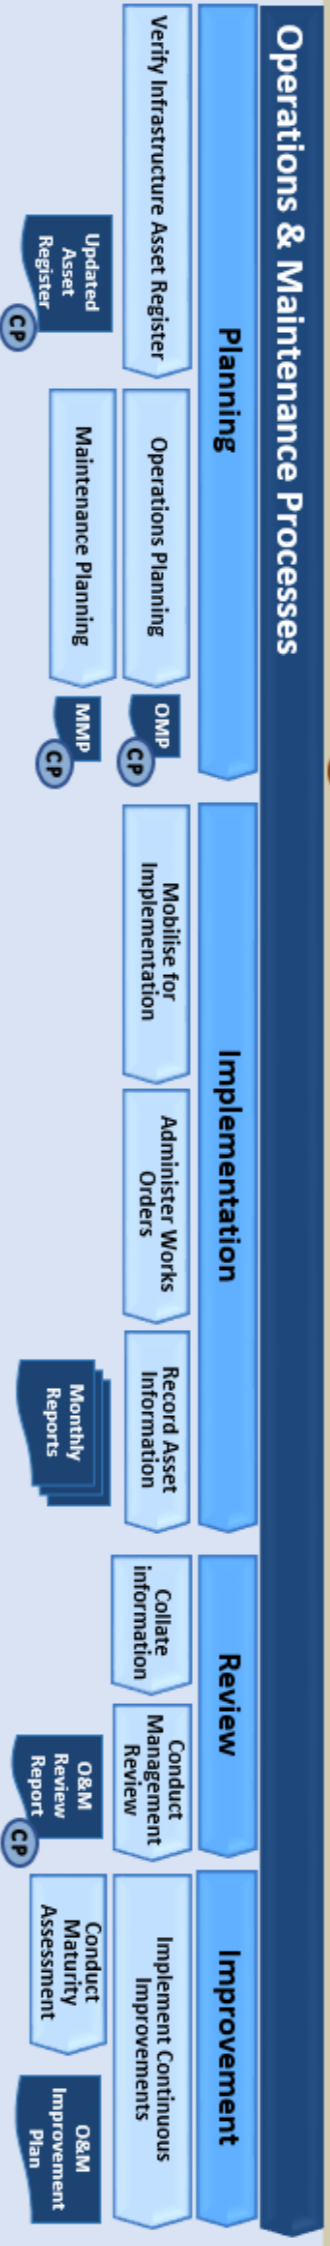 Operations & Maintenance Processes
Planning
Verify Infrastructure Asset Register
Updated
Asset
Register
CP
Operations Planning
OMP
CP
Maintenance Planning
MMP
CP
Implementation
Mobilise for
Implementation
Administer Works
Orders
Record Asset
Information
Monthly
Reports
Review
Collate
information
Conduct
Management
Review
O&M
Review
Report
CP
Improvement
Implement Continuous
Improvements
Conduct
Maturity
Assessment
O&M
Improvement
Plan